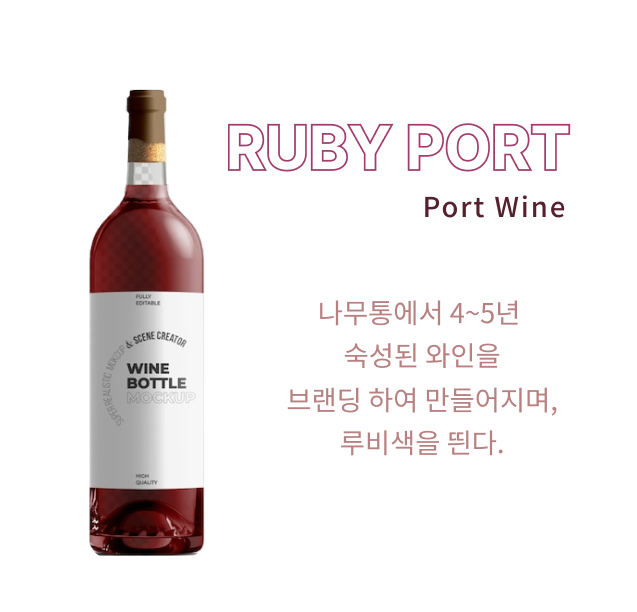 RUBY PORT
Port Wine
나무통에서 4~5년
숙성된 와인을
브랜딩 하여 만들어지며,
루비색을 띈다.
FULLY
EDITABLE
SUPER REALISTIC MOCKUP & SCENE CREATOR
WINE
BOTTLE
MOCKUP
HIGH
QUALITY